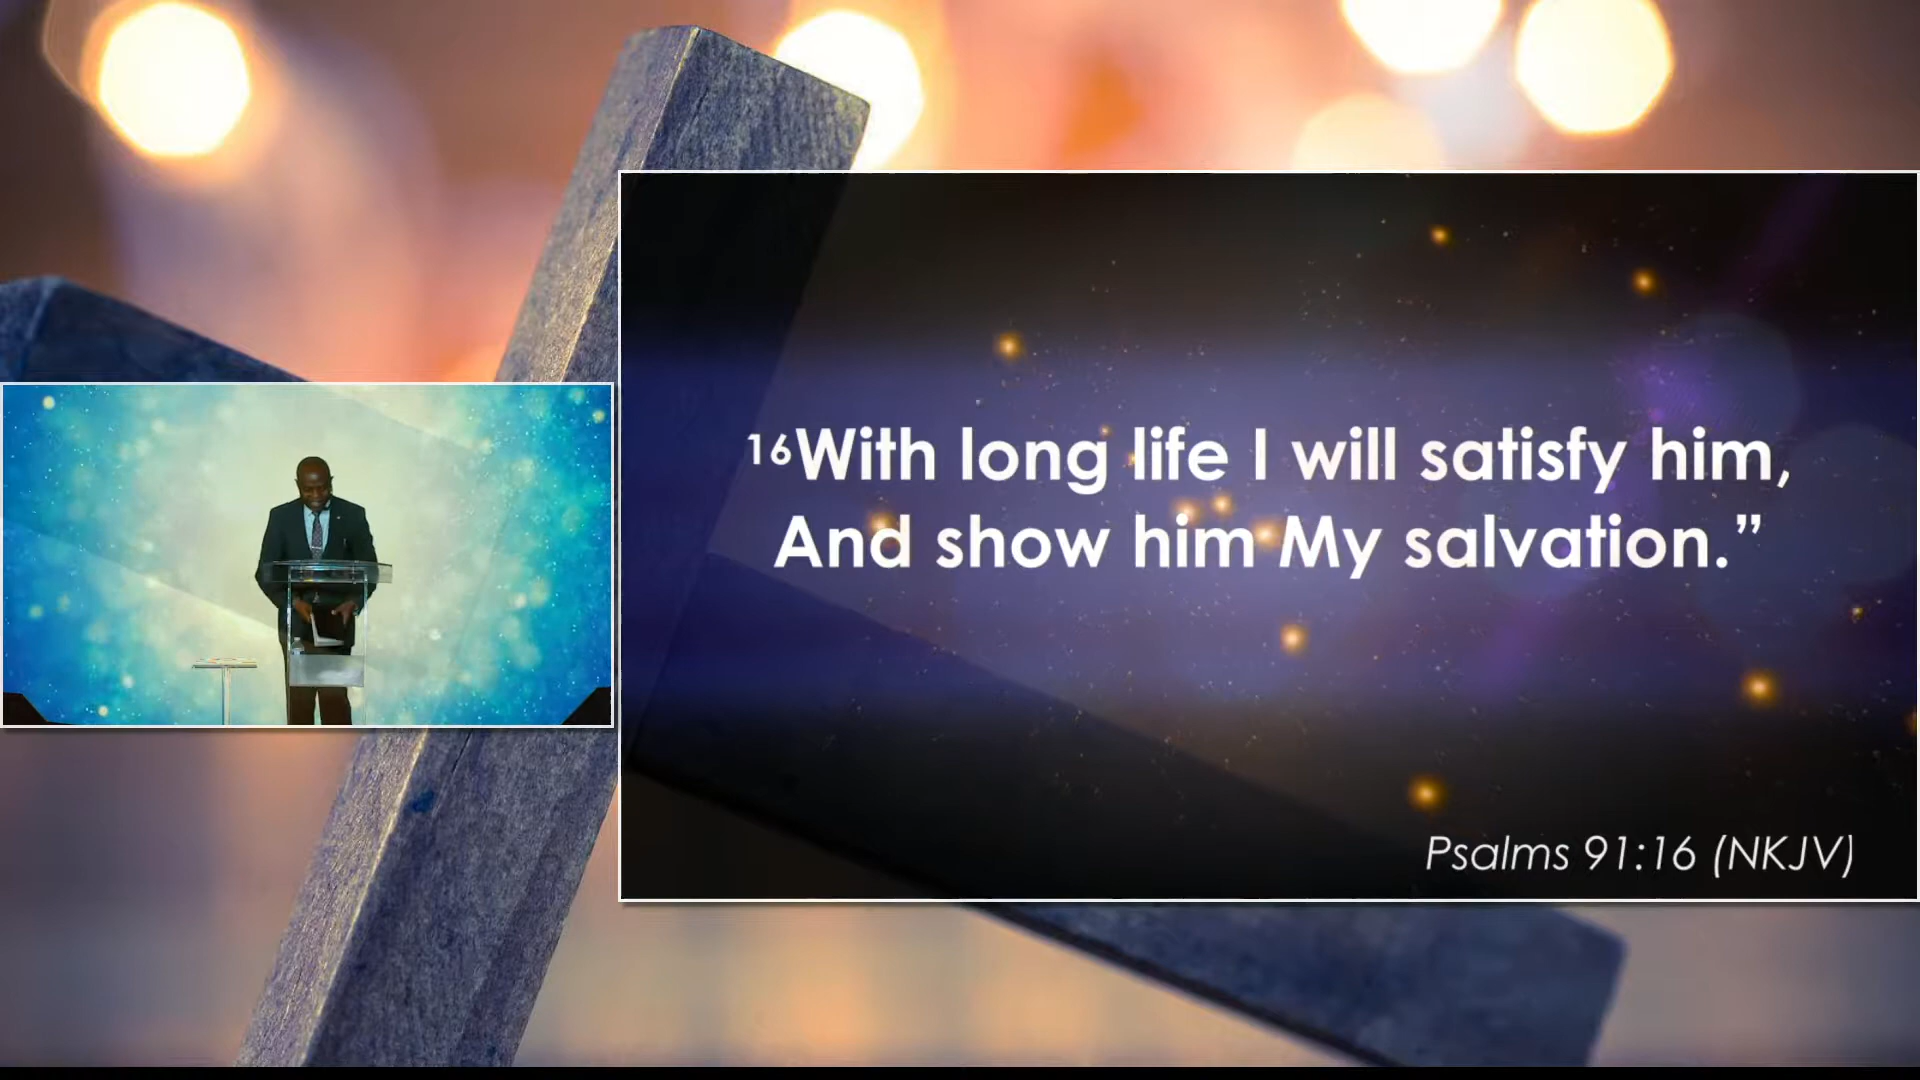 ¹⁶With long life I will satisfy him,
And show him My salvation.”
Psalms 91:16 (NKJV)